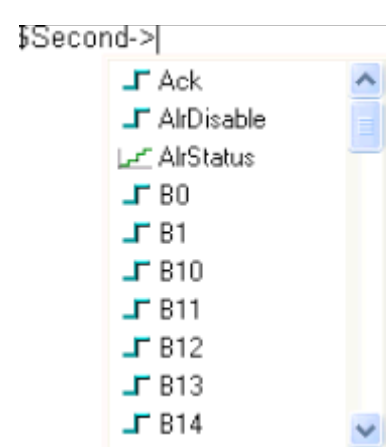 $Second->
Ack
AlrDisable
AlrStatus
B0
B1
B10
B11
B12
B13
B14